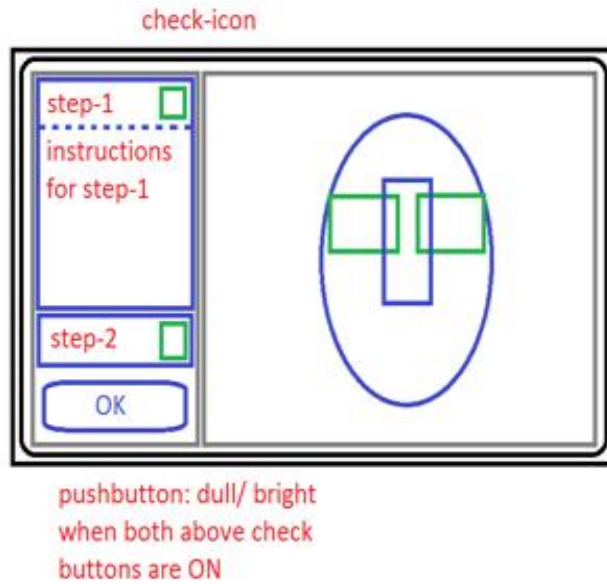 check-icon
step-1
instructions
for step-1
step-2
OK
pushbutton: dull/ bright
when both above check
buttons are ON